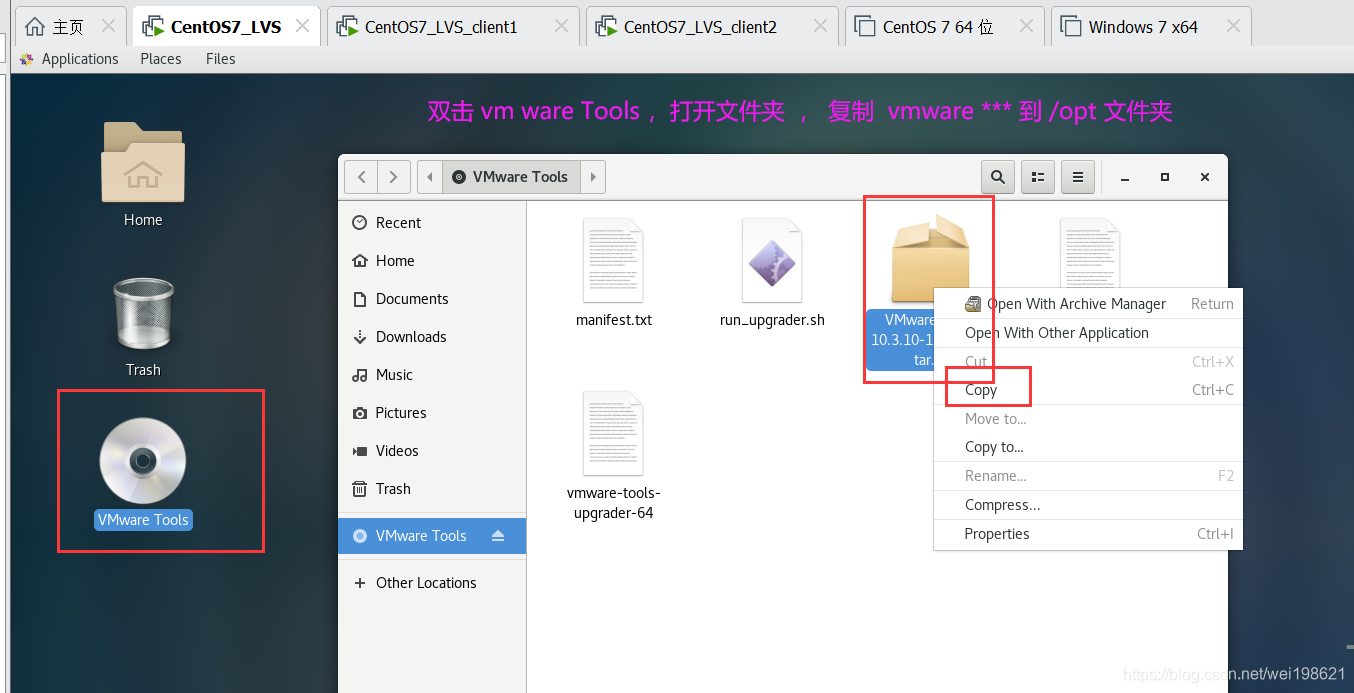 主页
CentOS7_LVS
CentOS7_LVS_client1
CentOS7_LVS_client2
CentOS 7 64 位
Windows 7 x64
Applications Places Files
双击 vm ware Tools ，打开文件夹 ， 复制 vmware *** 到 /opt 文件夹
Home
Trash
VMware Tools
VMware Tools
Recent
Home
Documents
Downloads
Music
Pictures
Videos
Trash
VMware Tools
Other Locations
manifest.txt
run_upgrader.sh
VMware
10.3.10-1
tar.
vmware-tools-
upgrader-64
Open With Archive Manager Return
Open With Other Application
Cut Ctrl+X
Copy Ctrl+C
Move to...
Copy to...
Rename... F2
Compress...
Properties Ctrl+I
https://blog.csdn.net/wei198621